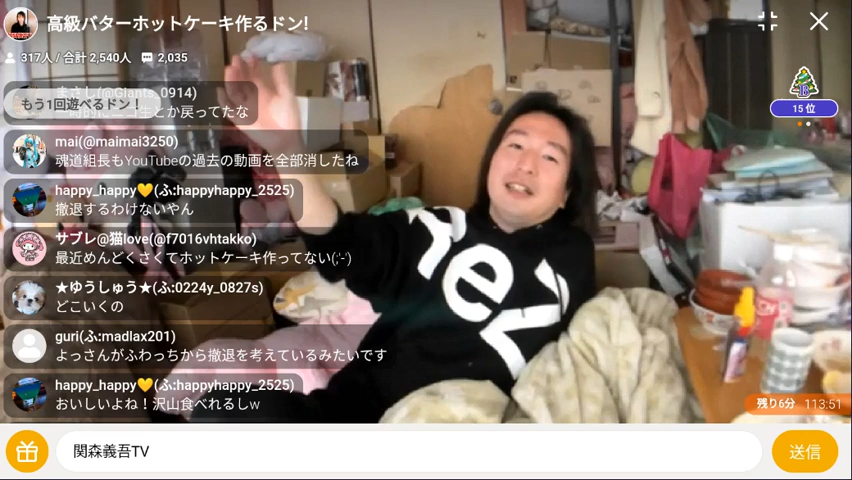 高級バターホットケーキ作るドン!
317人 / 合計 2,540人 2,035
まさし(@Giants_0914)
もう1回遊べるドン！
とか戻ってたな
mai(@maimai3250)
魂道組長もYouTubeの過去の動画を全部消したね
happy_happy💛(ふ:happyhappy_2525)
撤退するわけないやん
サブレ@猫love(@f7016vhtakko)
最近めんどくさくてホットケーキ作ってない(;'-')
★ゆうしゅう★(ふ:0224y_0827s)
どこいくの
guri(ふ:madlax201)
よっさんがふわっちから撤退を考えているみたいです
happy_happy💛(ふ:happyhappy_2525)
おいしいよね！沢山食べれるしw
B
15 位
reZ
残り6分 113:51
関森義吾TV
送信